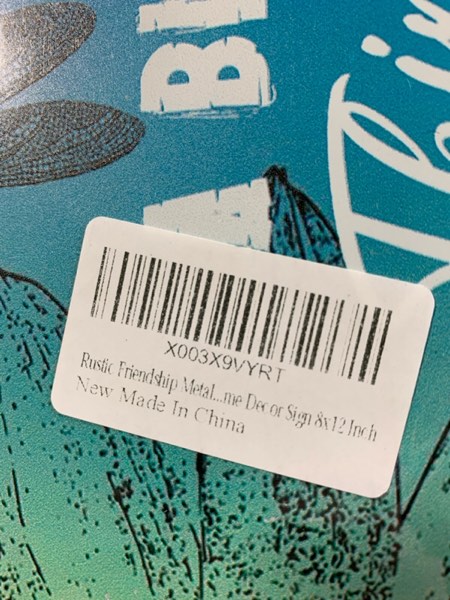 X003X9VYRT
Rustic Friendship Metal...me Decor Sign 8x12 Inch
New Made In China